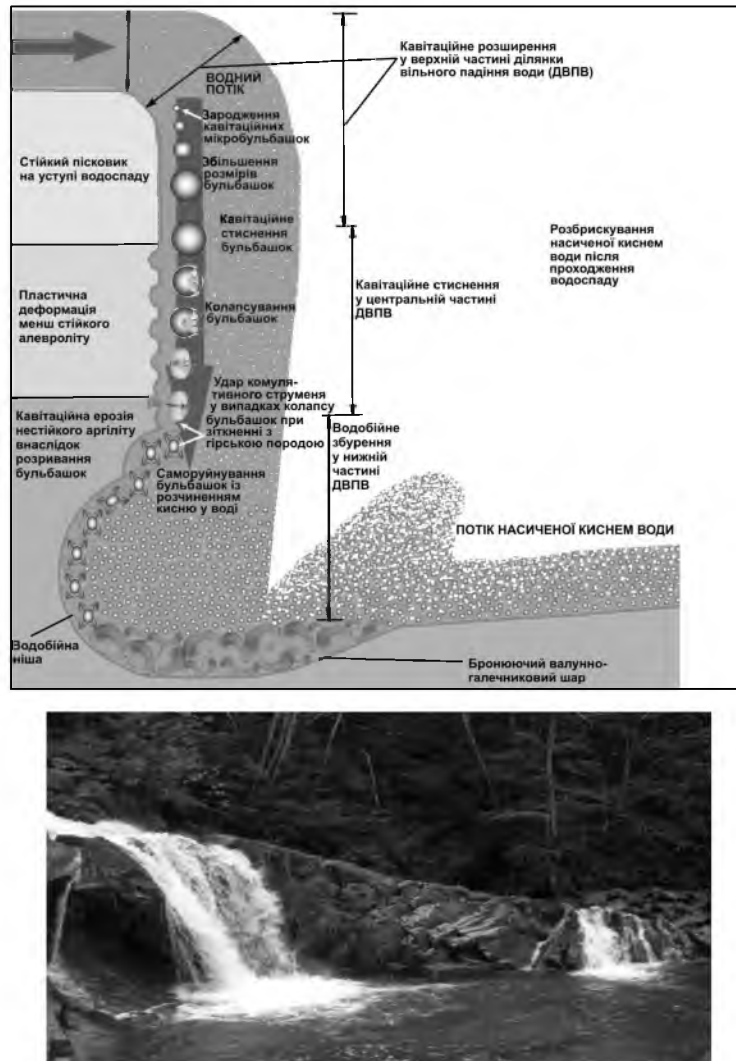 Кавітаційне розширення
у верхній частині ділянки
вільного падіння води (ДВПВ)
ВОДНИЙ
ПОТІК
Зародження
кавітаційних
мікробульбашок
Стійкий пісковик
на уступі водоспаду
Збільшення
розмірів
бульбашок
Кавітаційне
стиснення
бульбашок
Розбрискування
насиченої киснем
води після
проходження
водоспаду
Кавітаційне стиснення
у центральній частині
ДВПВ
Пластична
деформація
менш стійкого
алевроліту
Колапсування
бульбашок
Удар комуля-
тивного струменя
у випадках колапсу
бульбашок при
зіткненні з
гірською породою
Кавітаційна ерозія
нестійкого аргіліту
внаслідок
розривання
бульбашок
Водобійне
збурення
у нижній
частині
ДВПВ
Саморуйнування
бульбашок із
розчиненням
кисню у воді
ПОТІК НАСИЧЕНОЇ КИСНЕМ ВОДИ
Водобійна
ніша
Бронюючий валунно-
галечниковий шар